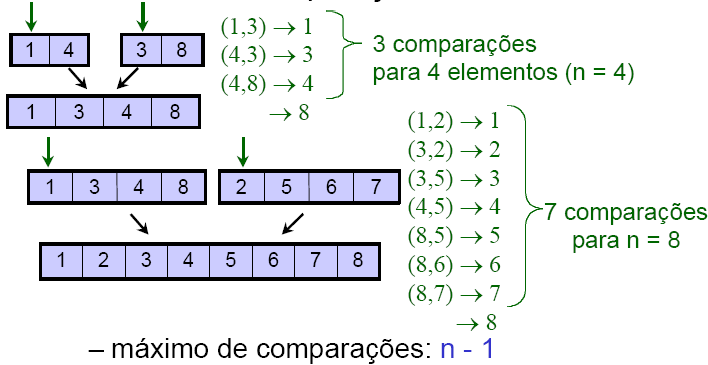 1 4 3 8
(1,3) → 1
(4,3) → 3
(4,8) → 4
→ 8
3 comparações
para 4 elementos (n = 4)
1 3 4 8
1 3 4 8 2 5 6 7
1 2 3 4 5 6 7 8
(1,2) → 1
(3,2) → 2
(3,5) → 3
(4,5) → 4
(8,5) → 5
(8,6) → 6
(8,7) → 7
→ 8
7 comparações
para n = 8
– máximo de comparações: n - 1